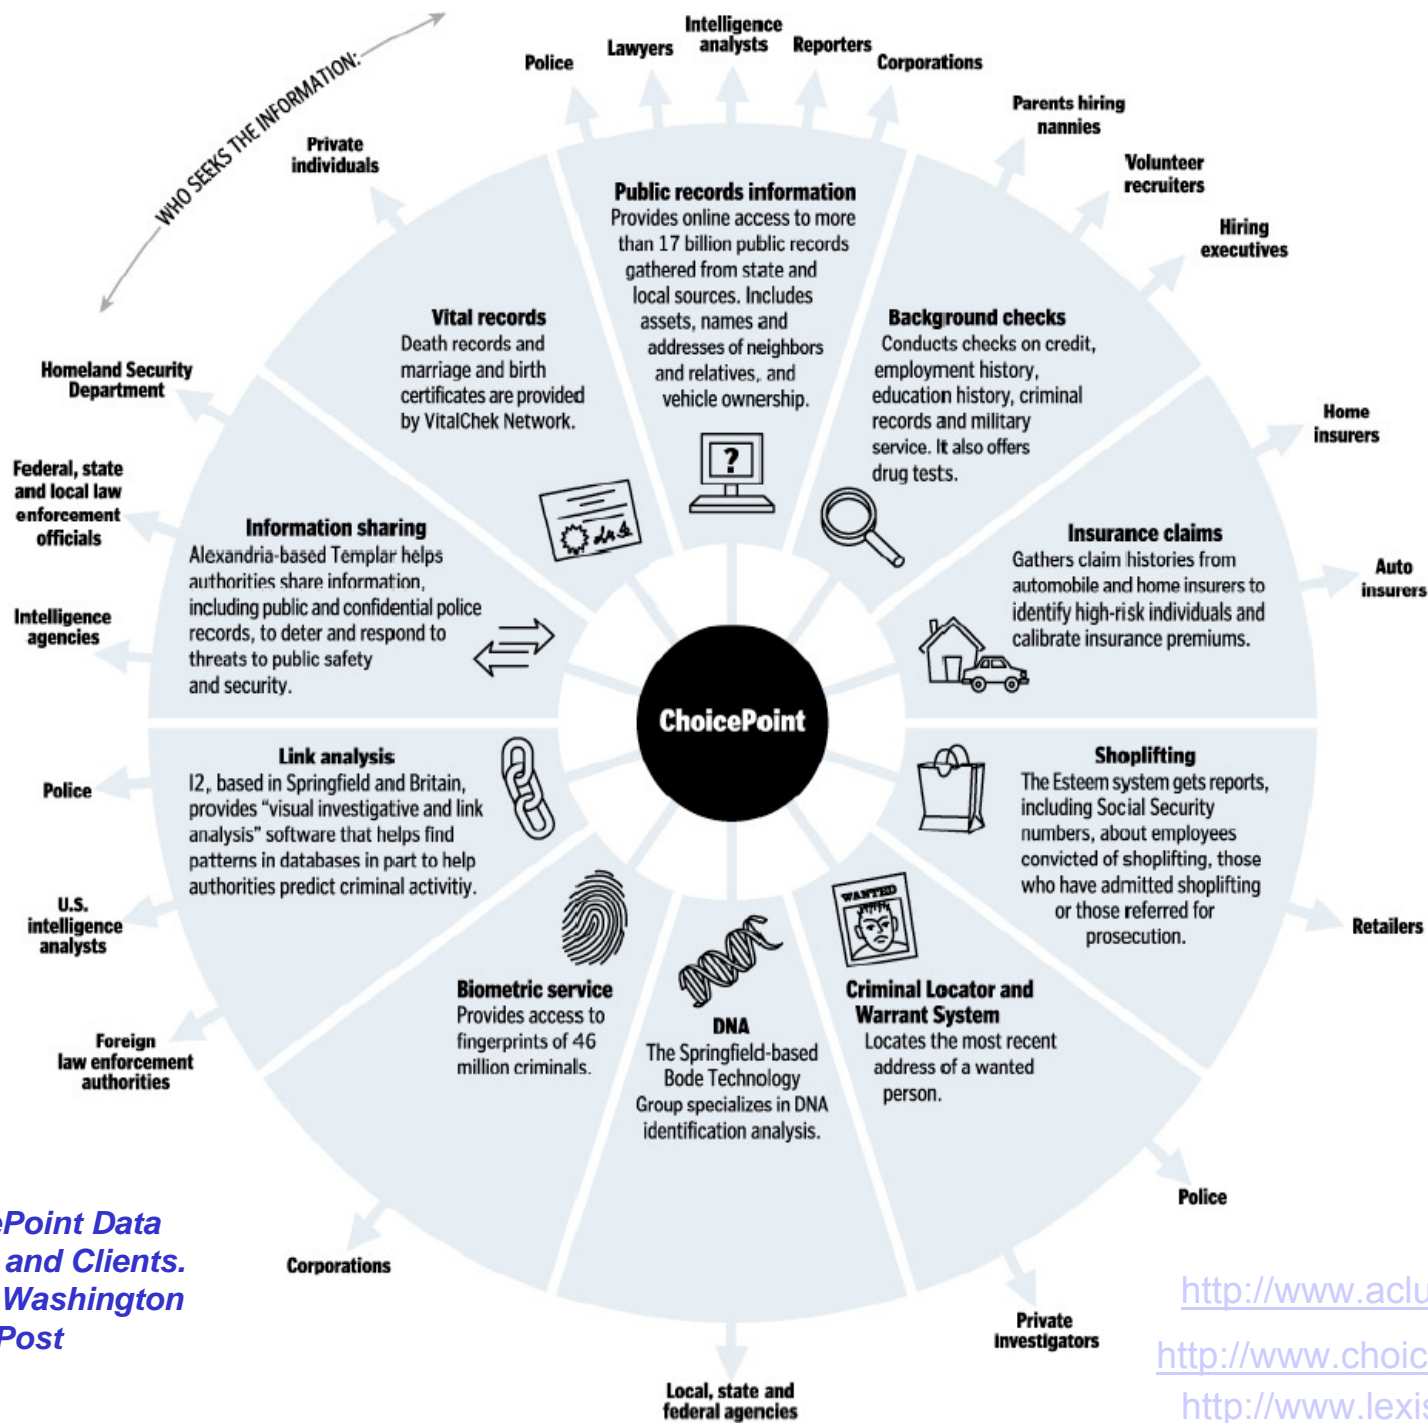 WHO SEEKS THE INFORMATION:
Private
individuals
Police
Lawyers
Intelligence
analysts
Reporters
Corporations
Parents hiring
nannies
Volunteer
recruiters
Hiring
executives
Home
insurers
Auto
insurers
Retailers
Police
Private
investigators
Local, state and
federal agencies
Corporations
Foreign
law enforcement
authorities
U.S.
intelligence
analysts
Police
Intelligence
agencies
Federal, state
and local law
enforcement
officials
Homeland Security
Department
Public records information
Provides online access to more
than 17 billion public records
gathered from state and
local sources. Includes
assets, names and
addresses of neighbors
and relatives, and
vehicle ownership.
?
Background checks
Conducts checks on credit,
employment history,
education history, criminal
records and military
service. It also offers
drug tests.
Insurance claims
Gathers claim histories from
automobile and home insurers to
identify high-risk individuals and
calibrate insurance premiums.
Shoplifting
The Esteem system gets reports,
including Social Security
numbers, about employees
convicted of shoplifting, those
who have admitted shoplifting
or those referred for
prosecution.
WANTED
Criminal Locator and
Warrant System
Locates the most recent
address of a wanted
person.
DNA
The Springfield-based
Bode Technology
Group specializes in DNA
identification analysis.
Biometric service
Provides access to
fingerprints of 46
million criminals.
Link analysis
I2, based in Springfield and Britain,
provides "visual investigative and link
analysis" software that helps find
patterns in databases in part to help
authorities predict criminal activitiy.
Information sharing
Alexandria-based Templar helps
authorities share information,
including public and confidential police
records, to deter and respond to
threats to public safety
and security.
Vital records
Death records and
marriage and birth
certificates are provided
by VitalChek Network.
ChoicePoint
ePoint Data
and Clients.
Washington
Post
http://www.aclu
http://www.choic
http://www.lexis